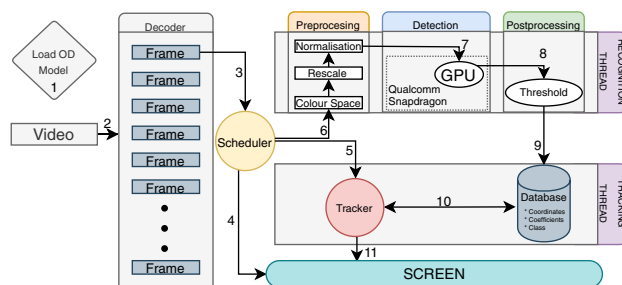 Load OD
Model
1
Video
2
Decoder
Frame
Frame
Frame
Frame
Frame
Frame
Frame
3
Scheduler
4
5
6
Preprocesing
Normalisation
Rescale
Colour Space
Detection
7
GPU
Qualcomm
Snapdragon
Postprocessing
8
Threshold
RECOGNITION
THREAD
9
Tracker
10
Database
* Coordinates
* Coefficients
* Class
TRACKING
THREAD
11
SCREEN